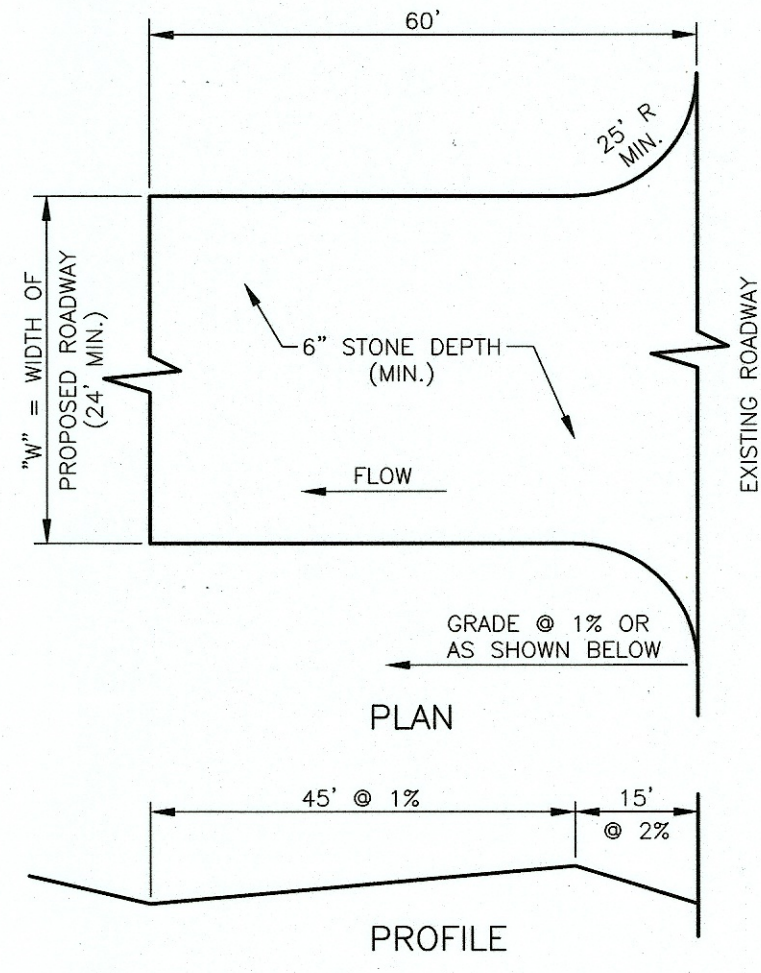 60'
25' R
MIN.
"W" = WIDTH OF
PROPOSED ROADWAY
(24' MIN.)
6" STONE DEPTH
(MIN.)
EXISTING ROADWAY
FLOW
GRADE @ 1% OR
AS SHOWN BELOW
PLAN
45' @ 1%
15'
@ 2%
PROFILE